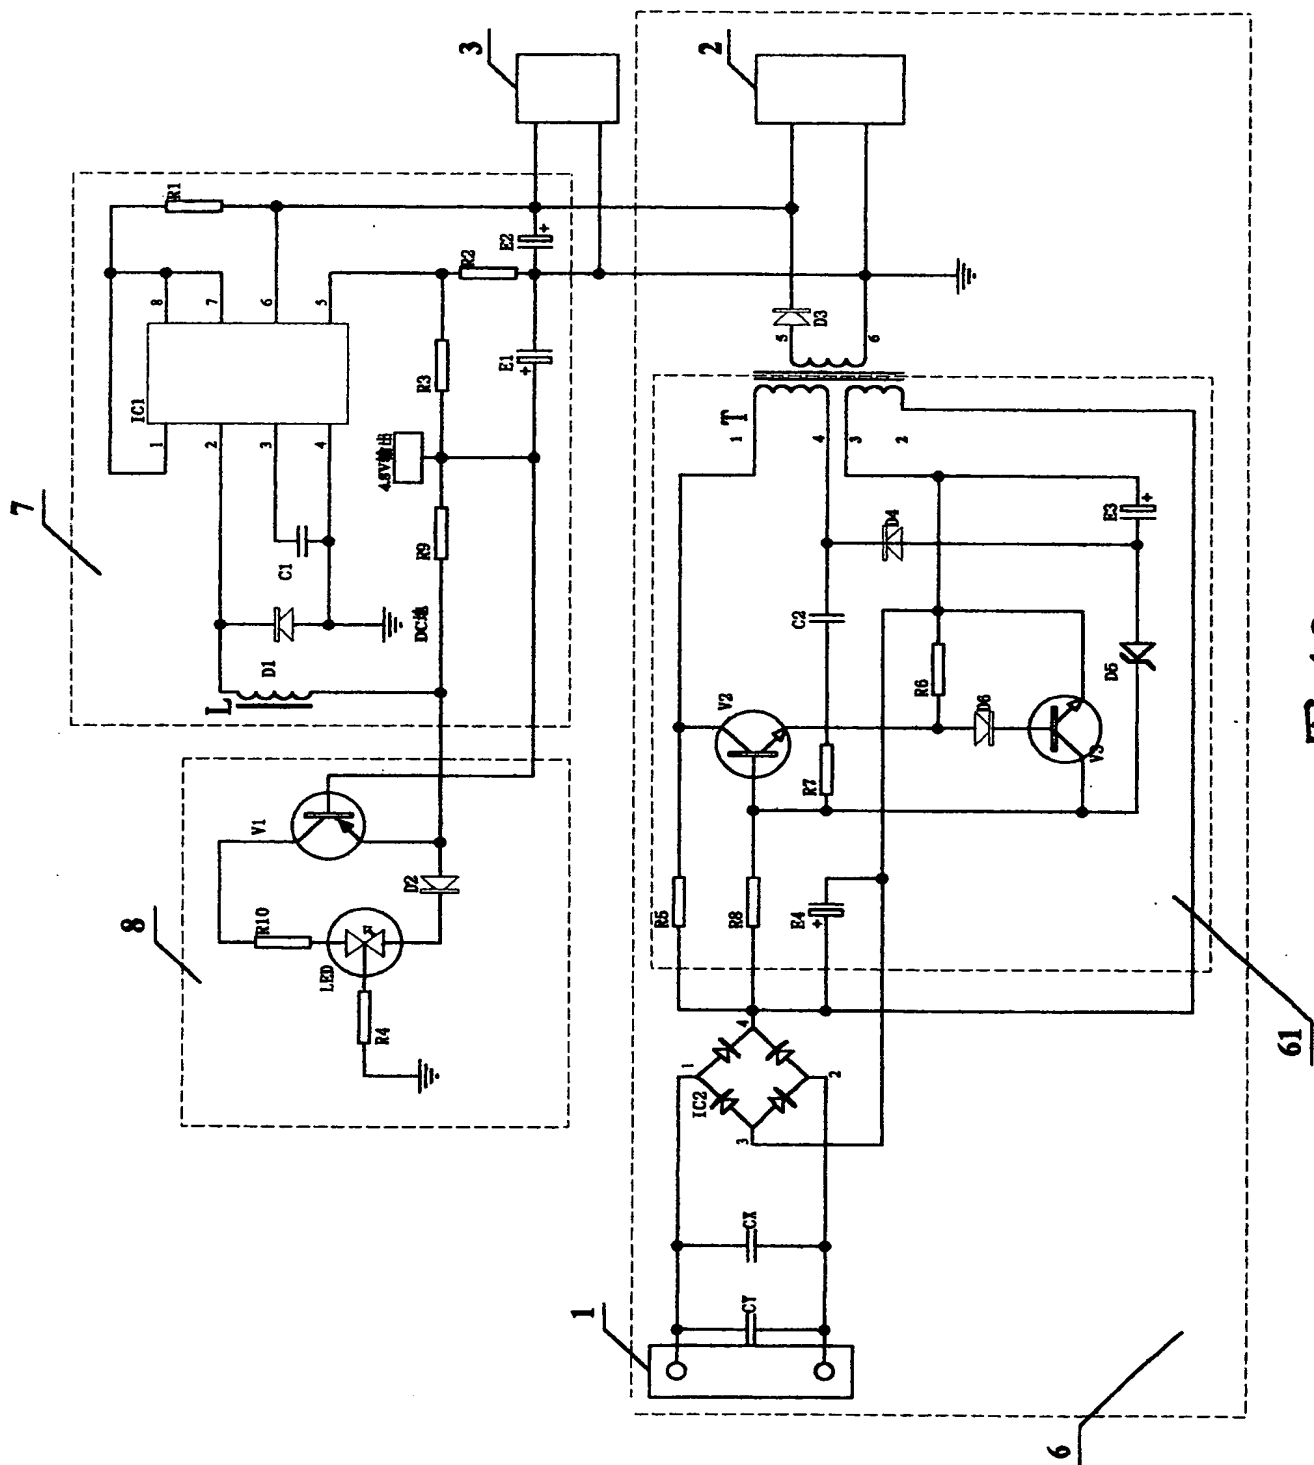 7
8
3
2
1
6
61
R1
8
7
6
5
IC1
1
2
3
4
C1
D1
L
R3
R2
E2
+
E1
+
4.8V输出
R9
DC地
V1
R10
LED
R4
D2
D3
5
6
T
1
4
3
2
D4
E3
+
C2
R6
D5
V2
D6
V3
R7
R5
R8
E4
+
IC2
1
4
2
3
CX
CY